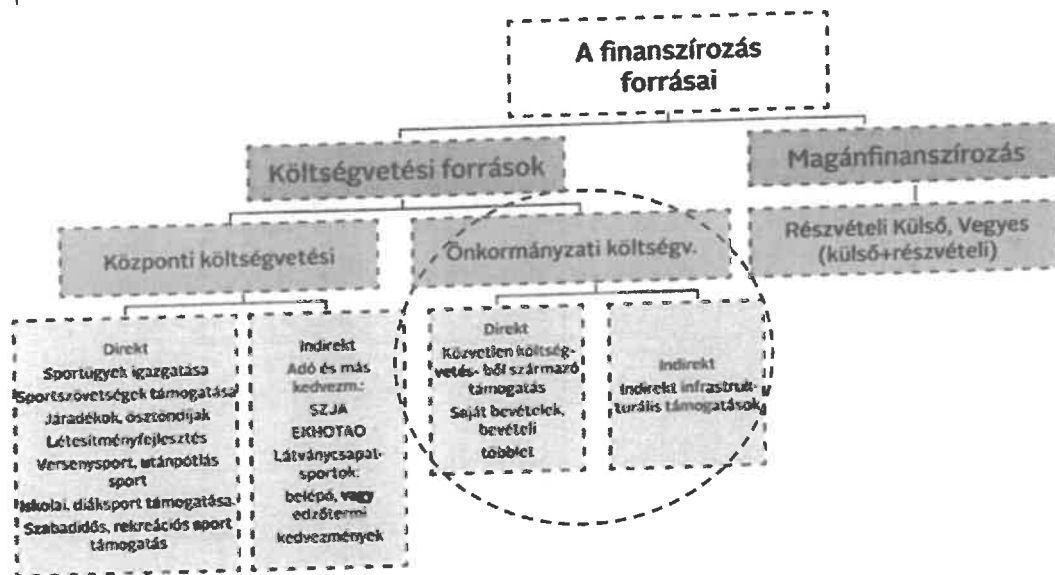 A finanszírozás
forrásai
Költségvetési források
Magánfinanszírozás
Központi költségvetési
Önkormányzati költségv.
Részvételi Külső, Vegyes
(külső+részvételi)
Direkt
Sportügyek igazgatása
Sportszövetségek támogatása
Járadékok, ösztöndíjak
Létesítményfejlesztés
Versenysport, utánpótlás
sport
Iskolai, diáksport támogatása.
Szabadidős, rekreációs sport
támogatás
Indirekt
Adó és más
kedvezm.:
SZJA
EKHOTAO
Látványcsapat-
sportok:
belépő, vagy
edzőtermi
kedvezmények
Direkt
Közvetlen költség-
vetés- ből származó
támogatás
Saját bevételek,
bevételi
többlet
Indirekt
Indirekt infrastruk-
turális támogatások